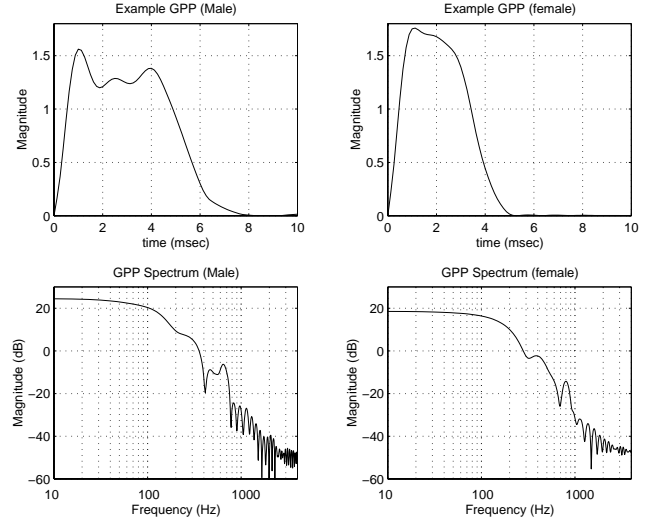 Example GPP (Male)
1.5
1
0.5
0
Magnitude
0 2 4 6 8 10
time (msec)
Example GPP (female)
1.5
1
0.5
0
Magnitude
0 2 4 6 8 10
time (msec)
GPP Spectrum (Male)
20
0
−20
−40
−60
Magnitude (dB)
10 100 1000
Frequency (Hz)
GPP Spectrum (female)
20
0
−20
−40
−60
Magnitude (dB)
10 100 1000
Frequency (Hz)